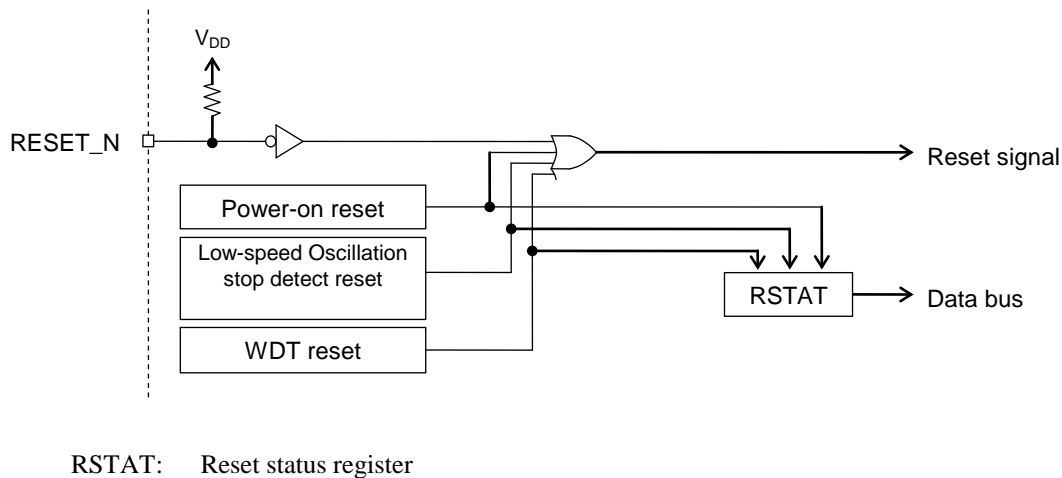 VDD
RESET_N
Reset signal
Power-on reset
Low-speed Oscillation
stop detect reset
RSTAT
Data bus
WDT reset
RSTAT: Reset status register